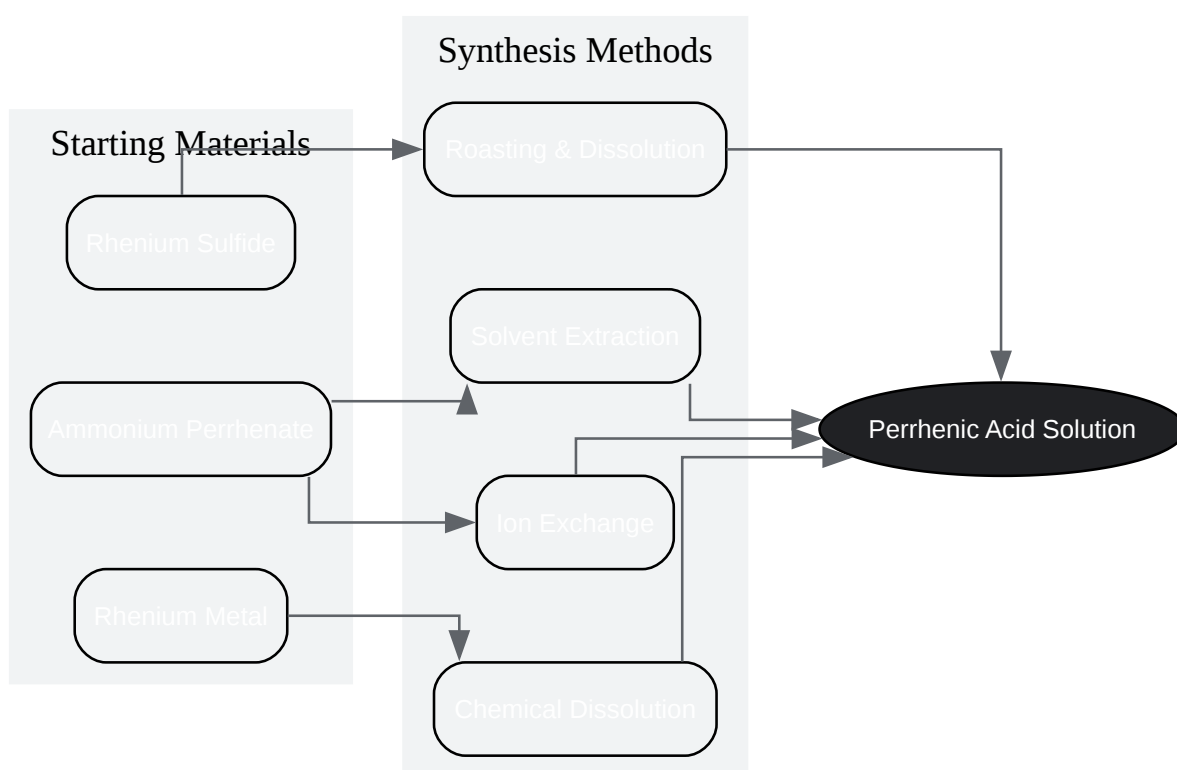 Synthesis Methods
Starting Materials
Roasting & Dissolution
Rhenium Sulfide
Solvent Extraction
Ammonium Perrhenate
Perrhenic Acid Solution
Ion Exchange
Rhenium Metal
Chemical Dissolution